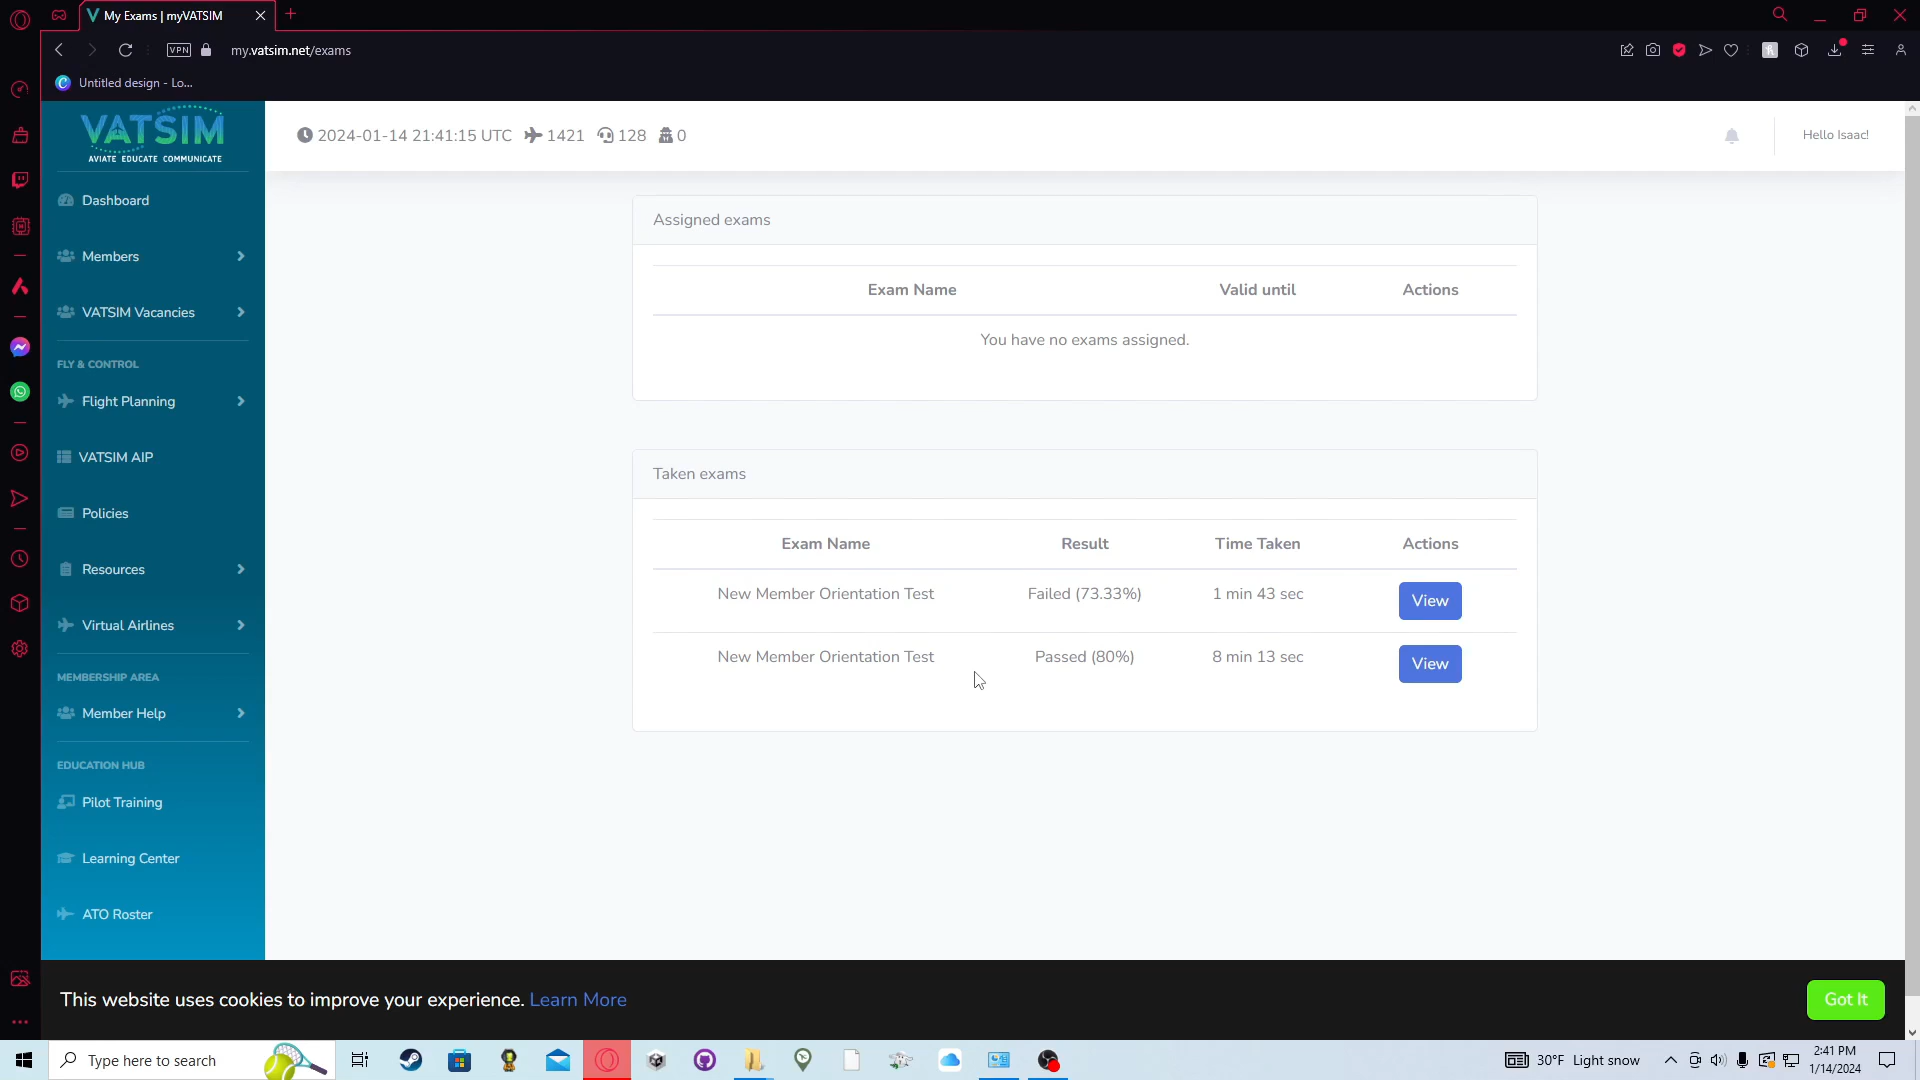 My Exams | myVATSIM
VPN
my.vatsim.net/exams
Untitled design - Lo...
VATSIM
AVIATE EDUCATE COMMUNICATE
2024-01-14 21:41:15 UTC 1421 128 0
Hello Isaac!
Dashboard
Members
VATSIM Vacancies
FLY & CONTROL
Flight Planning
VATSIM AIP
Policies
Resources
Virtual Airlines
MEMBERSHIP AREA
Member Help
EDUCATION HUB
Pilot Training
Learning Center
ATO Roster
Assigned exams
Exam Name Valid until Actions
You have no exams assigned.
Taken exams
Exam Name Result Time Taken Actions
New Member Orientation Test Failed (73.33%) 1 min 43 sec View
New Member Orientation Test Passed (80%) 8 min 13 sec View
This website uses cookies to improve your experience. Learn More
Got It
Type here to search
30°F Light snow
2:41 PM
1/14/2024